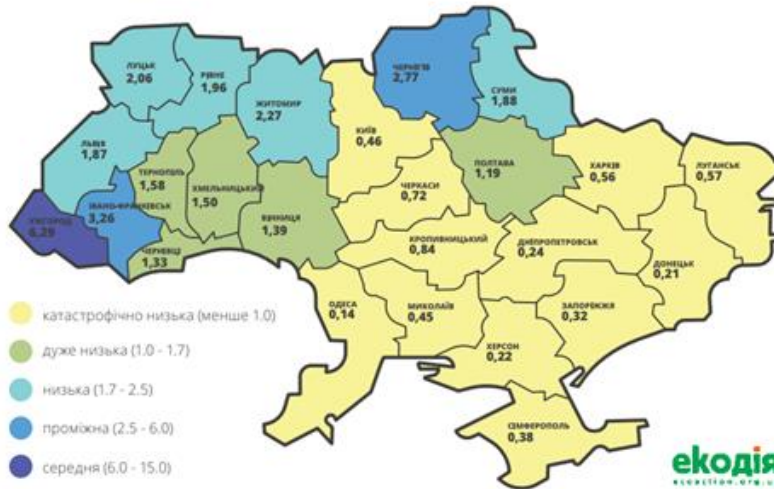 ЛУЦЬК
2,06
РІВНЕ
1,96
ЖИТОМИР
2,27
ЧЕРНІГІВ
2,77
СУМИ
1,88
КИЇВ
0,46
ЛЬВІВ
1,87
ТЕРНОПІЛЬ
1,58
ХМЕЛЬНИЦЬКИЙ
1,50
ПОЛТАВА
1,19
ХАРКІВ
0,56
ЛУГАНСЬК
0,57
ЧЕРКАСИ
0,72
УЖГОРОД
6,29
ІВАНО-ФРАНКІВСЬК
3,26
ВІННИЦЯ
1,39
ЧЕРНІВЦІ
1,33
КРОПИВНИЦЬКИЙ
0,84
ДНІПРОПЕТРОВСЬК
0,24
ДОНЕЦЬК
0,21
ОДЕСА
0,14
МИКОЛАЇВ
0,45
ЗАПОРІЖЖЯ
0,32
ХЕРСОН
0,22
СІМФЕРОПОЛЬ
0,38
катастрофічно низька (менше 1.0)
дуже низька (1.0 - 1.7)
низька (1.7 - 2.5)
проміжна (2.5 - 6.0)
середня (6.0 - 15.0)
екодія
ecoaction.org.u